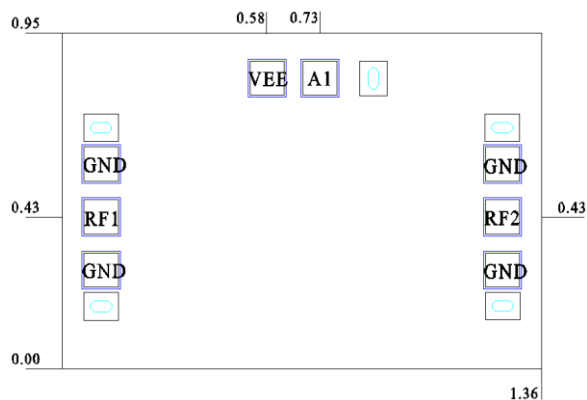 0.95 0.58 0.73
VEE A1
GND GND
0.43 RF1 RF2 0.43
GND GND
0.00
1.36